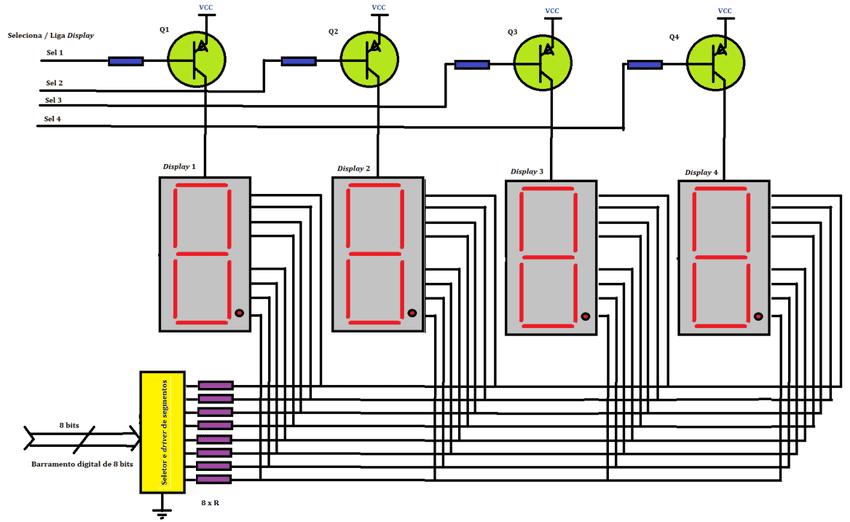 VCC
VCC
VCC
VCC
Q1
Q2
Q3
Q4
Seleciona / Liga Display
Sel 1
Sel 2
Sel 3
Sel 4
Display 1
Display 2
Display 3
Display 4
Seletor e driver de segmentos
8 bits
Barramento digital de 8 bits
8 x R